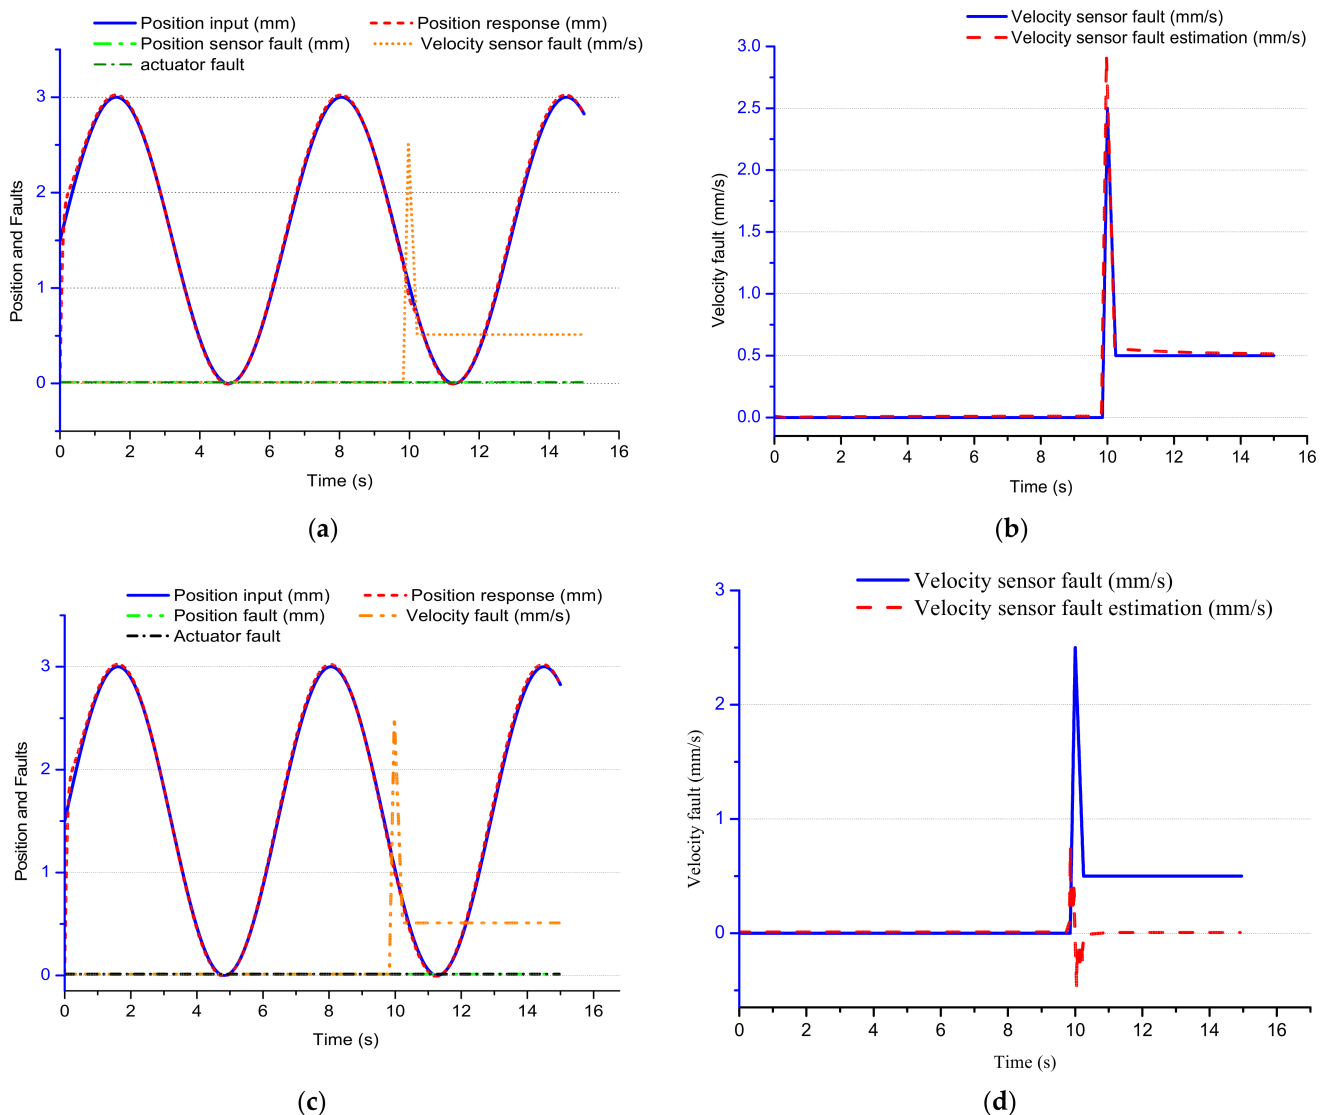 Position input (mm)
Position response (mm)
Position sensor fault (mm)
Velocity sensor fault (mm/s)
actuator fault
3
2
1
0
Position and Faults
0 2 4 6 8 10 12 14 16
Time (s)
(a)
Velocity sensor fault (mm/s)
Velocity sensor fault estimation (mm/s)
3.0
2.5
2.0
1.5
1.0
0.5
0.0
Velocity fault (mm/s)
0 2 4 6 8 10 12 14 16
Time (s)
(b)
Position input (mm)
Position response (mm)
Position fault (mm)
Velocity fault (mm/s)
Actuator fault
3
2
1
0
Position and Faults
0 2 4 6 8 10 12 14 16
Time (s)
(c)
Velocity sensor fault (mm/s)
Velocity sensor fault estimation (mm/s)
3
2
1
0
Velocity fault (mm/s)
0 2 4 6 8 10 12 14 16
Time (s)
(d)